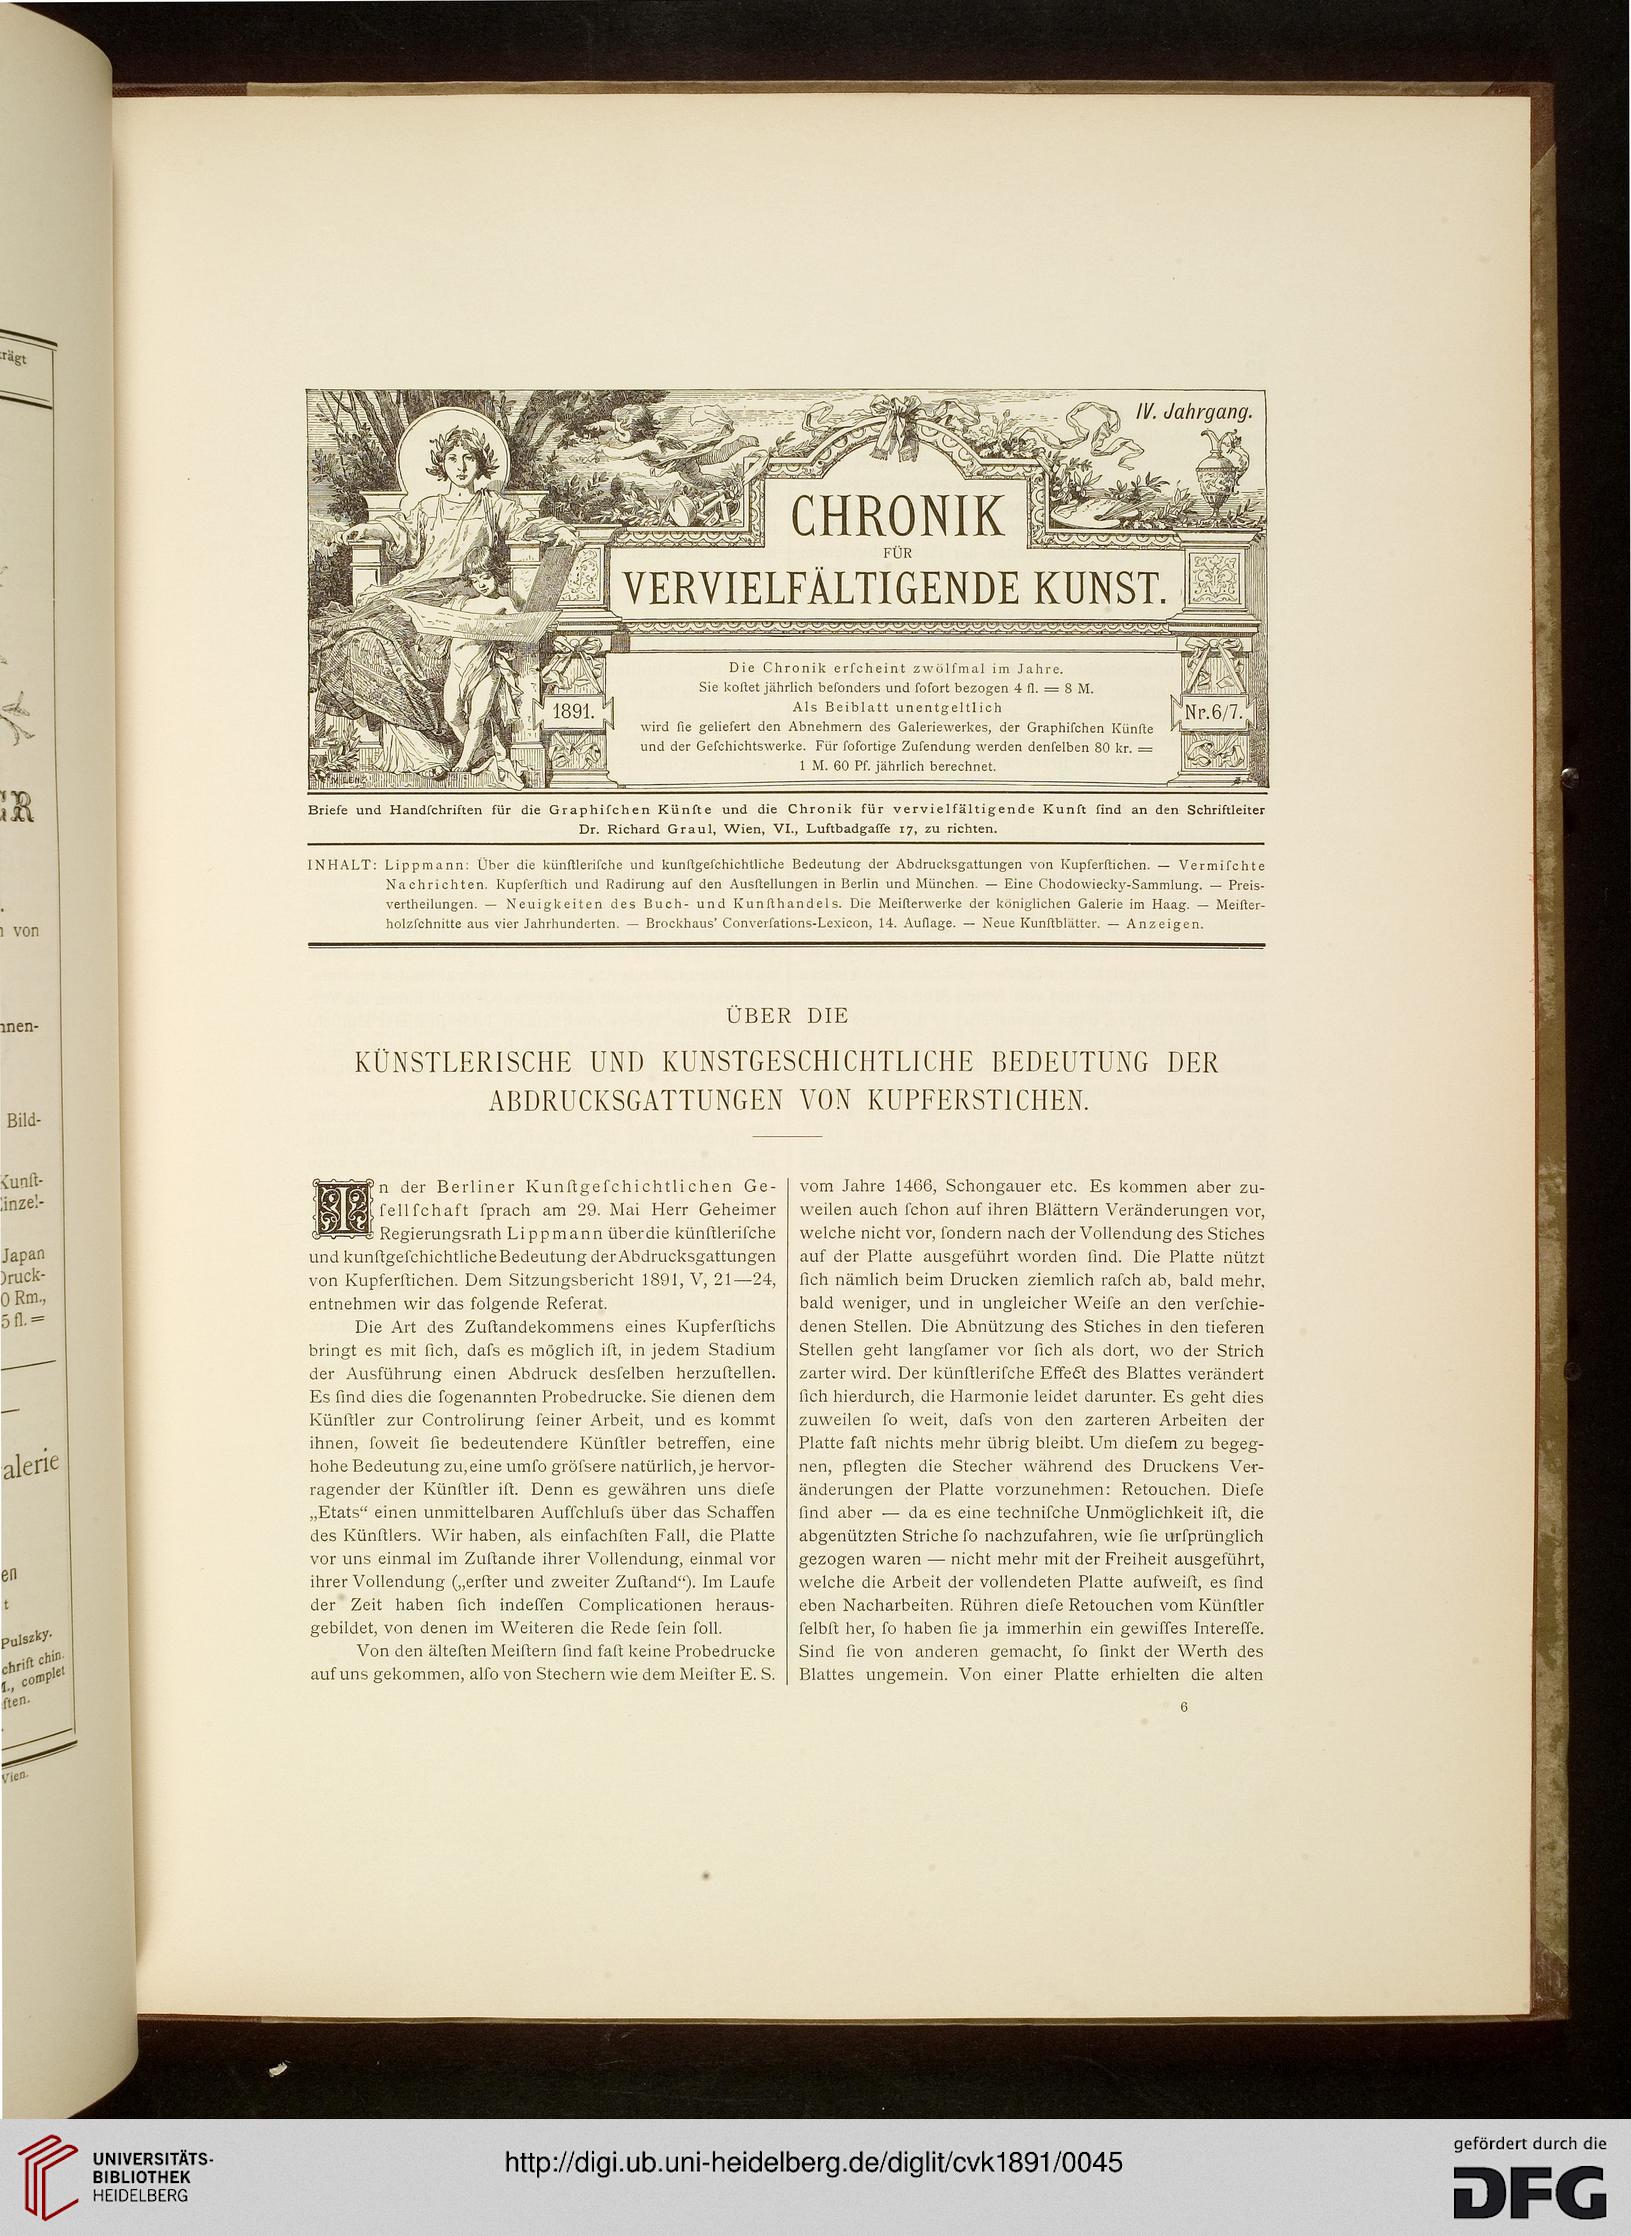 IV. Jahrgang.
CHRONIK
FÜR
VERVIELFÄLTIGENDE KUNST.
Die Chronik erſcheint zwölfmal im Jahre.
Sie koſtet jährlich beſonders und ſofort bezogen 4 fl. = 8 M.
Als Beiblatt unentgeltlich
wird ſie geliefert den Abnehmern des Galeriewerkes, der Graphiſchen Künſte
und der Geſchichtswerke. Für ſofortige Zuſendung werden denſelben 80 kr. =
1 M. 60 Pf. jährlich berechnet.
1891.
Nr. 6/7.
Briefe und Handſchriften für die Graphiſchen Künſte und die Chronik für vervielfältigende Kunſt ſind an den Schriftleiter
Dr. Richard Graul, Wien, VI., Luftbadgaſſe 17, zu richten.
INHALT: Lippmann: Über die künſtleriſche und kunſtgeſchichtliche Bedeutung der Abdrucksgattungen von Kupferſtichen. — Vermiſchte
Nachrichten. Kupferſtich und Radirung auf den Ausſtellungen in Berlin und München. — Eine Chodowiecky-Sammlung. — Preis-
vertheilungen. — Neuigkeiten des Buch- und Kunſthandels. Die Meiſterwerke der königlichen Galerie im Haag. — Meiſter-
holzſchnitte aus vier Jahrhunderten. — Brockhaus' Converſations-Lexicon, 14. Auflage. — Neue Kunſtblätter. — Anzeigen.
ÜBER DIE
KÜNSTLERISCHE UND KUNSTGESCHICHTLICHE BEDEUTUNG DER
ABDRUCKSGATTUNGEN VON KUPFERSTICHEN.
In der Berliner Kunſtgeſchichtlichen Ge-
ſellſchaft ſprach am 29. Mai Herr Geheimer
Regierungsrath Lippmann über die künſtleriſche
und kunſtgeſchichtliche Bedeutung der Abdrucksgattungen
von Kupferſtichen. Dem Sitzungsbericht 1891, V, 21—24,
entnehmen wir das folgende Referat.
Die Art des Zuſtandekommens eines Kupferſtichs
bringt es mit ſich, daſs es möglich iſt, in jedem Stadium
der Ausführung einen Abdruck desſelben herzuſtellen.
Es ſind dies die ſogenannten Probedrucke. Sie dienen dem
Künſtler zur Controlirung ſeiner Arbeit, und es kommt
ihnen, ſoweit ſie bedeutendere Künſtler betreffen, eine
hohe Bedeutung zu, eine umſo gröſsere natürlich, je hervor-
ragender der Künſtler iſt. Denn es gewähren uns dieſe
„Etats“ einen unmittelbaren Auſſchluſs über das Schaffen
des Künſtlers. Wir haben, als einfachſten Fall, die Platte
vor uns einmal im Zuſtande ihrer Vollendung, einmal vor
ihrer Vollendung („erſter und zweiter Zuſtand“). Im Laufe
der Zeit haben ſich indeſſen Complicationen heraus-
gebildet, von denen im Weiteren die Rede ſein ſoll.
Von den älteſten Meiſtern ſind faſt keine Probedrucke
auf uns gekommen, alſo von Stechern wie dem Meiſter E. S.
vom Jahre 1466, Schongauer etc. Es kommen aber zu-
weilen auch ſchon auf ihren Blättern Veränderungen vor,
welche nicht vor, ſondern nach der Vollendung des Stiches
auf der Platte ausgeführt worden ſind. Die Platte nützt
ſich nämlich beim Drucken ziemlich raſch ab, bald mehr,
bald weniger, und in ungleicher Weiſe an den verſchie-
denen Stellen. Die Abnützung des Stiches in den tieferen
Stellen geht langſamer vor ſich als dort, wo der Strich
zarter wird. Der künſtleriſche Effect des Blattes verändert
ſich hierdurch, die Harmonie leidet darunter. Es geht dies
zuweilen ſo weit, daſs von den zarteren Arbeiten der
Platte faſt nichts mehr übrig bleibt. Um dieſem zu begeg-
nen, pflegten die Stecher während des Druckens Ver-
änderungen der Platte vorzunehmen: Retouchen. Dieſe
ſind aber — da es eine techniſche Unmöglichkeit iſt, die
abgenützten Striche ſo nachzufahren, wie ſie urſprünglich
gezogen waren — nicht mehr mit der Freiheit ausgeführt,
welche die Arbeit der vollendeten Platte aufweiſt, es ſind
eben Nacharbeiten. Rühren dieſe Retouchen vom Künſtler
ſelbſt her, ſo haben ſie ja immerhin ein gewiſſes Intereſſe.
Sind ſie von anderen gemacht, ſo ſinkt der Werth des
Blattes ungemein. Von einer Platte erhielten die alten
6
von
Bild-
Kunſt-
Japan
Druck-
0 Rm.,
5 fl. =
Pulszky.
complet
Wien.
UNIVERSITÄTS-
BIBLIOTHEK
HEIDELBERG
http://digi.ub.uni-heidelberg.de/diglit/cvk1891/0045
gefördert durch die
DFG